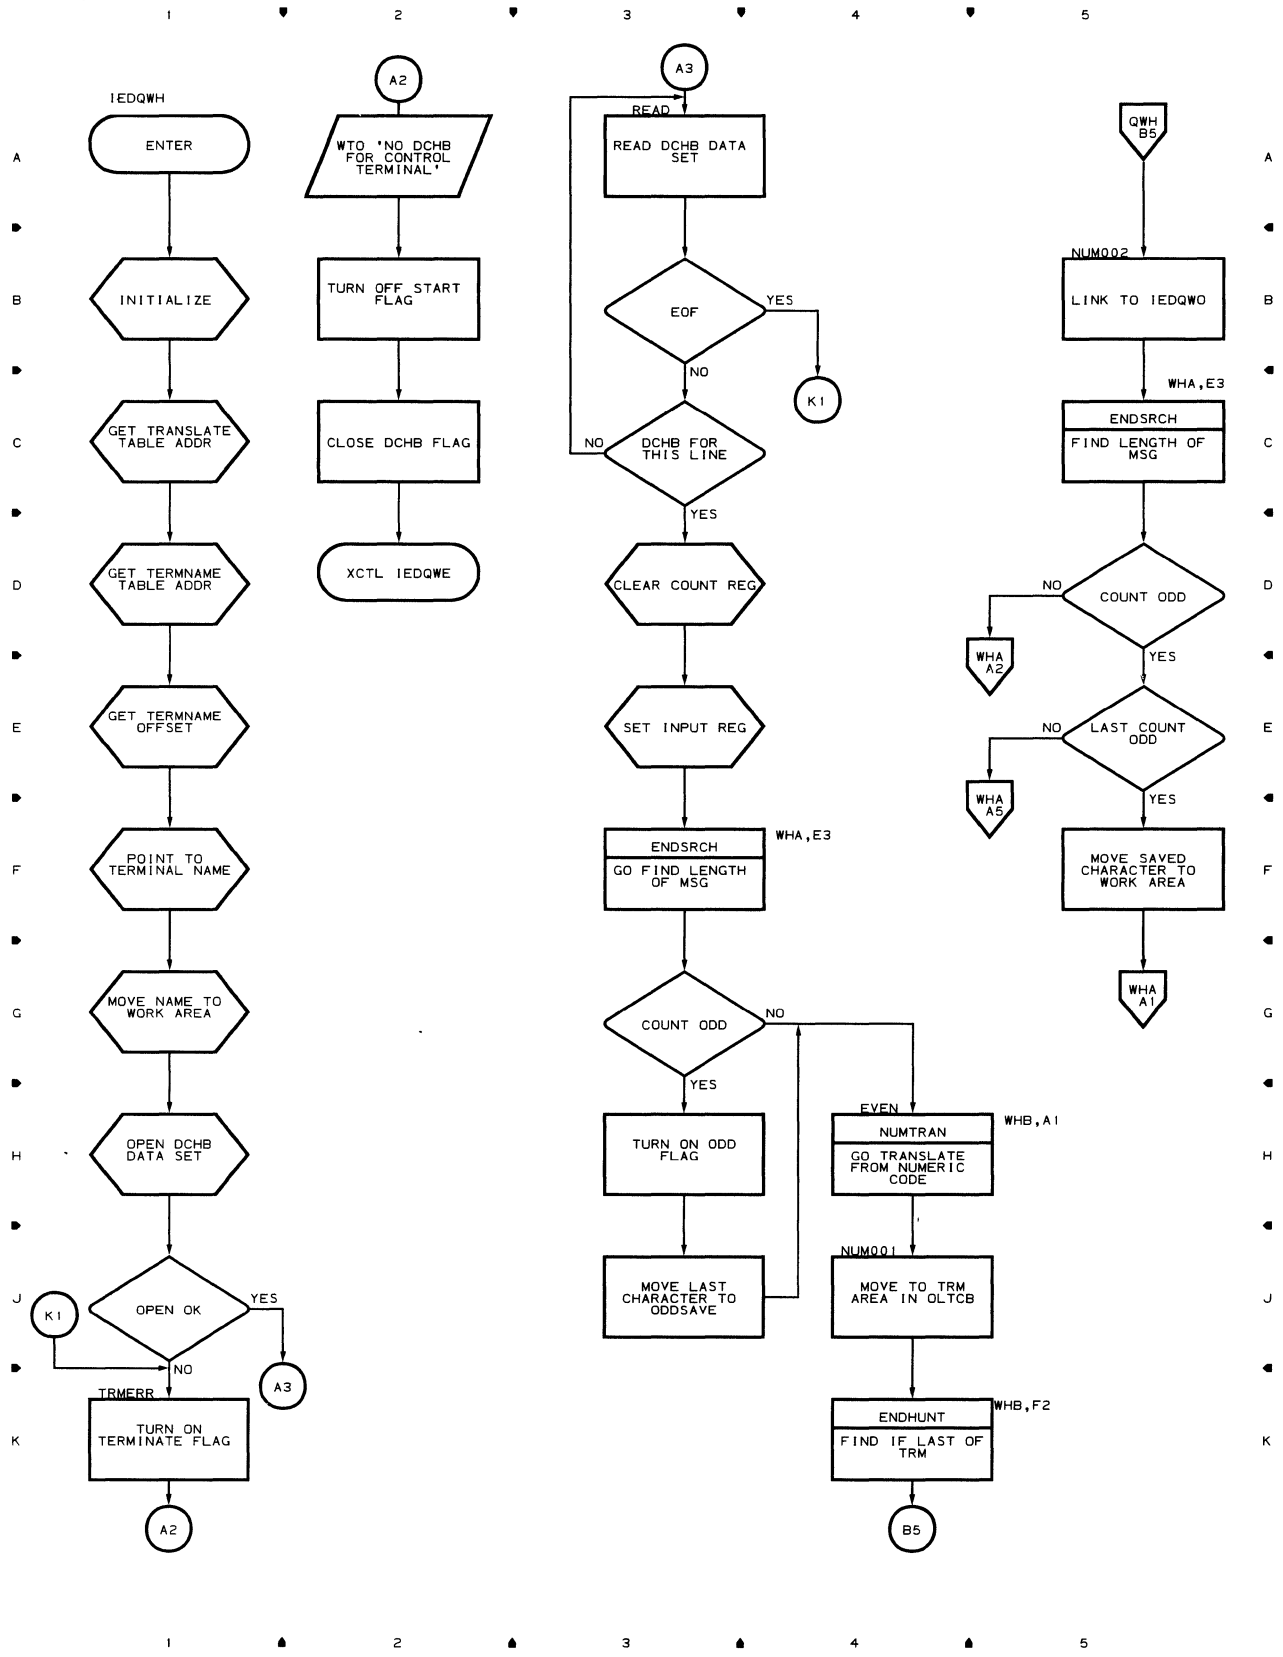 1 2 3 4 5
A
B
C
D
E
F
G
H
J
K
IEDQWH
ENTER
INITIALIZE
GET TRANSLATE
TABLE ADDR
GET TERMNAME
TABLE ADDR
GET TERMNAME
OFFSET
POINT TO
TERMINAL NAME
MOVE NAME TO
WORK AREA
OPEN DCHB
DATA SET
K1
OPEN OK
YES
A3
NO
TRMERR
TURN ON
TERMINATE FLAG
A2
A2
WTO 'NO DCHB
FOR CONTROL
TERMINAL'
TURN OFF START
FLAG
CLOSE DCHB FLAG
XCTL IEDQWE
A3
READ
READ DCHB DATA
SET
EOF
YES
K1
NO
DCHB FOR
THIS LINE
NO
YES
CLEAR COUNT REG
SET INPUT REG
WHA,E3
ENDSRCH
GO FIND LENGTH
OF MSG
COUNT ODD
NO
YES
TURN ON ODD
FLAG
MOVE LAST
CHARACTER TO
ODDSAVE
EVEN
WHB,A1
NUMTRAN
GO TRANSLATE
FROM NUMERIC
CODE
NUM001
MOVE TO TRM
AREA IN OLTCB
WHB,F2
ENDHUNT
FIND IF LAST OF
TRM
B5
QWH
B5
NUM002
LINK TO IEDQWO
WHA,E3
ENDSRCH
FIND LENGTH OF
MSG
COUNT ODD
NO
WHA
A2
YES
LAST COUNT
ODD
NO
WHA
A5
YES
MOVE SAVED
CHARACTER TO
WORK AREA
WHA
A1
A
B
C
D
E
F
G
H
J
K
1 2 3 4 5